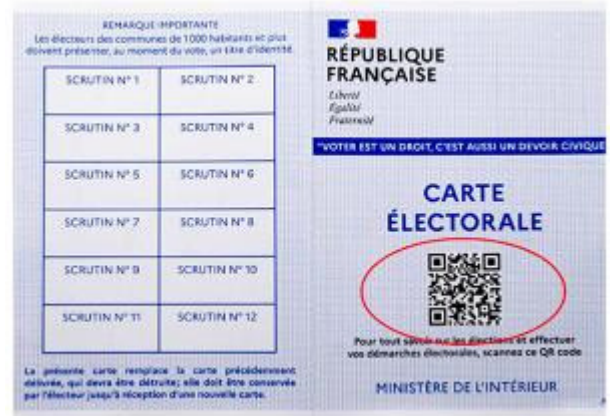 REMARQUE IMPORTANTE
Les électeurs des communes de 1000 habitants et plus
doivent présenter, au moment du vote, un titre d'identité.
SCRUTIN N° 1 SCRUTIN N° 2
SCRUTIN N° 3 SCRUTIN N° 4
SCRUTIN N° 5 SCRUTIN N° 6
SCRUTIN N° 7 SCRUTIN N° 8
SCRUTIN N° 9 SCRUTIN N° 10
SCRUTIN N° 11 SCRUTIN N° 12
La présente carte remplace la carte précédemment
délivrée, qui devra être détruite; elle doit être conservée
par l'électeur jusqu'à réception d'une nouvelle carte.
RÉPUBLIQUE
FRANÇAISE
Liberté
Égalité
Fraternité
"VOTER EST UN DROIT, C'EST AUSSI UN DEVOIR CIVIQUE
CARTE
ÉLECTORALE
Pour tout savoir sur les élections et effectuer
vos démarches électorales, scannez ce QR code
MINISTÈRE DE L'INTÉRIEUR